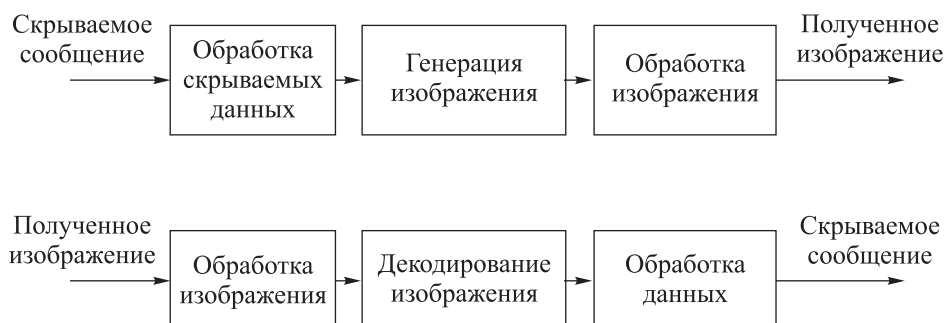 Скрываемое
сообщение
Обработка
скрываемых
данных
Генерация
изображения
Обработка
изображения
Полученное
изображение
Полученное
изображение
Обработка
изображения
Декодирование
изображения
Обработка
данных
Скрываемое
сообщение